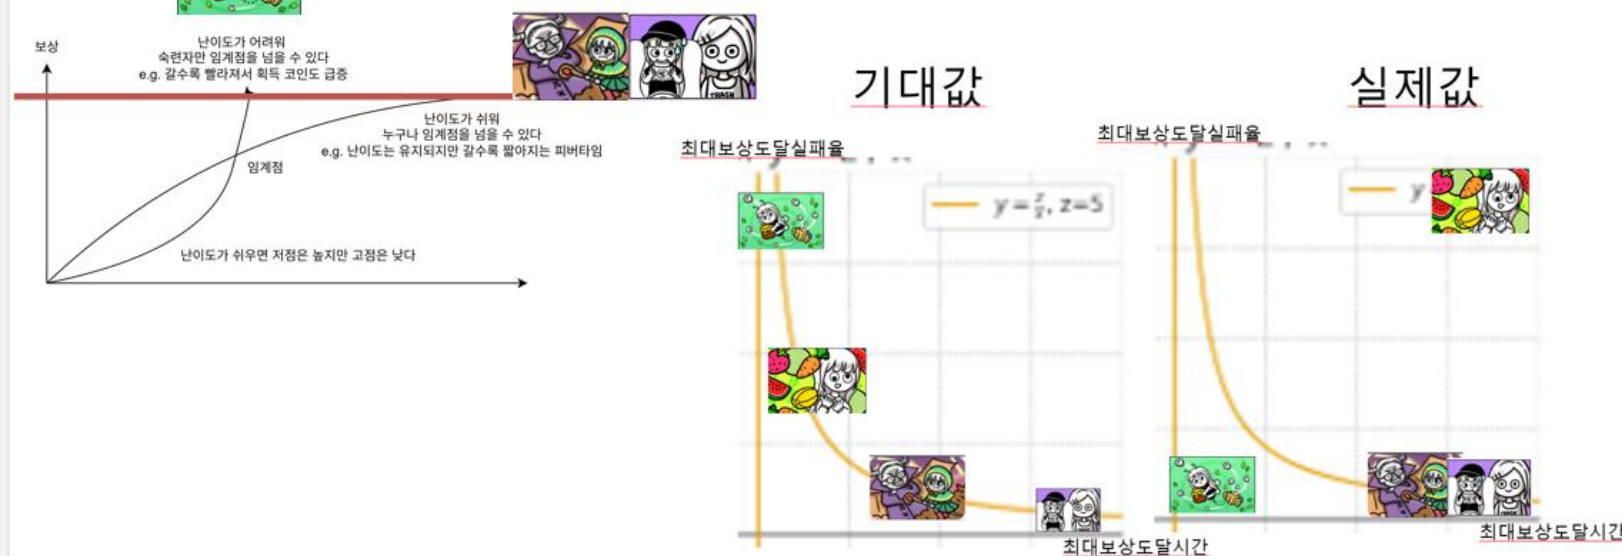 보상
난이도가 어려워
숙련자만 임계점을 넘을 수 있다
e.g. 갈수록 빨라져서 획득 코인도 급증
난이도가 쉬워
누구나 임계점을 넘을 수 있다
e.g. 난이도는 유지되지만 갈수록 짧아지는 피버타임
임계점
난이도가 쉬우면 저점은 높지만 고점은 낮다
TRASH
기대값
최대보상도달실패율
z=5
최대보상도달시간
실제값
최대보상도달실패율
y
최대보상도달시간